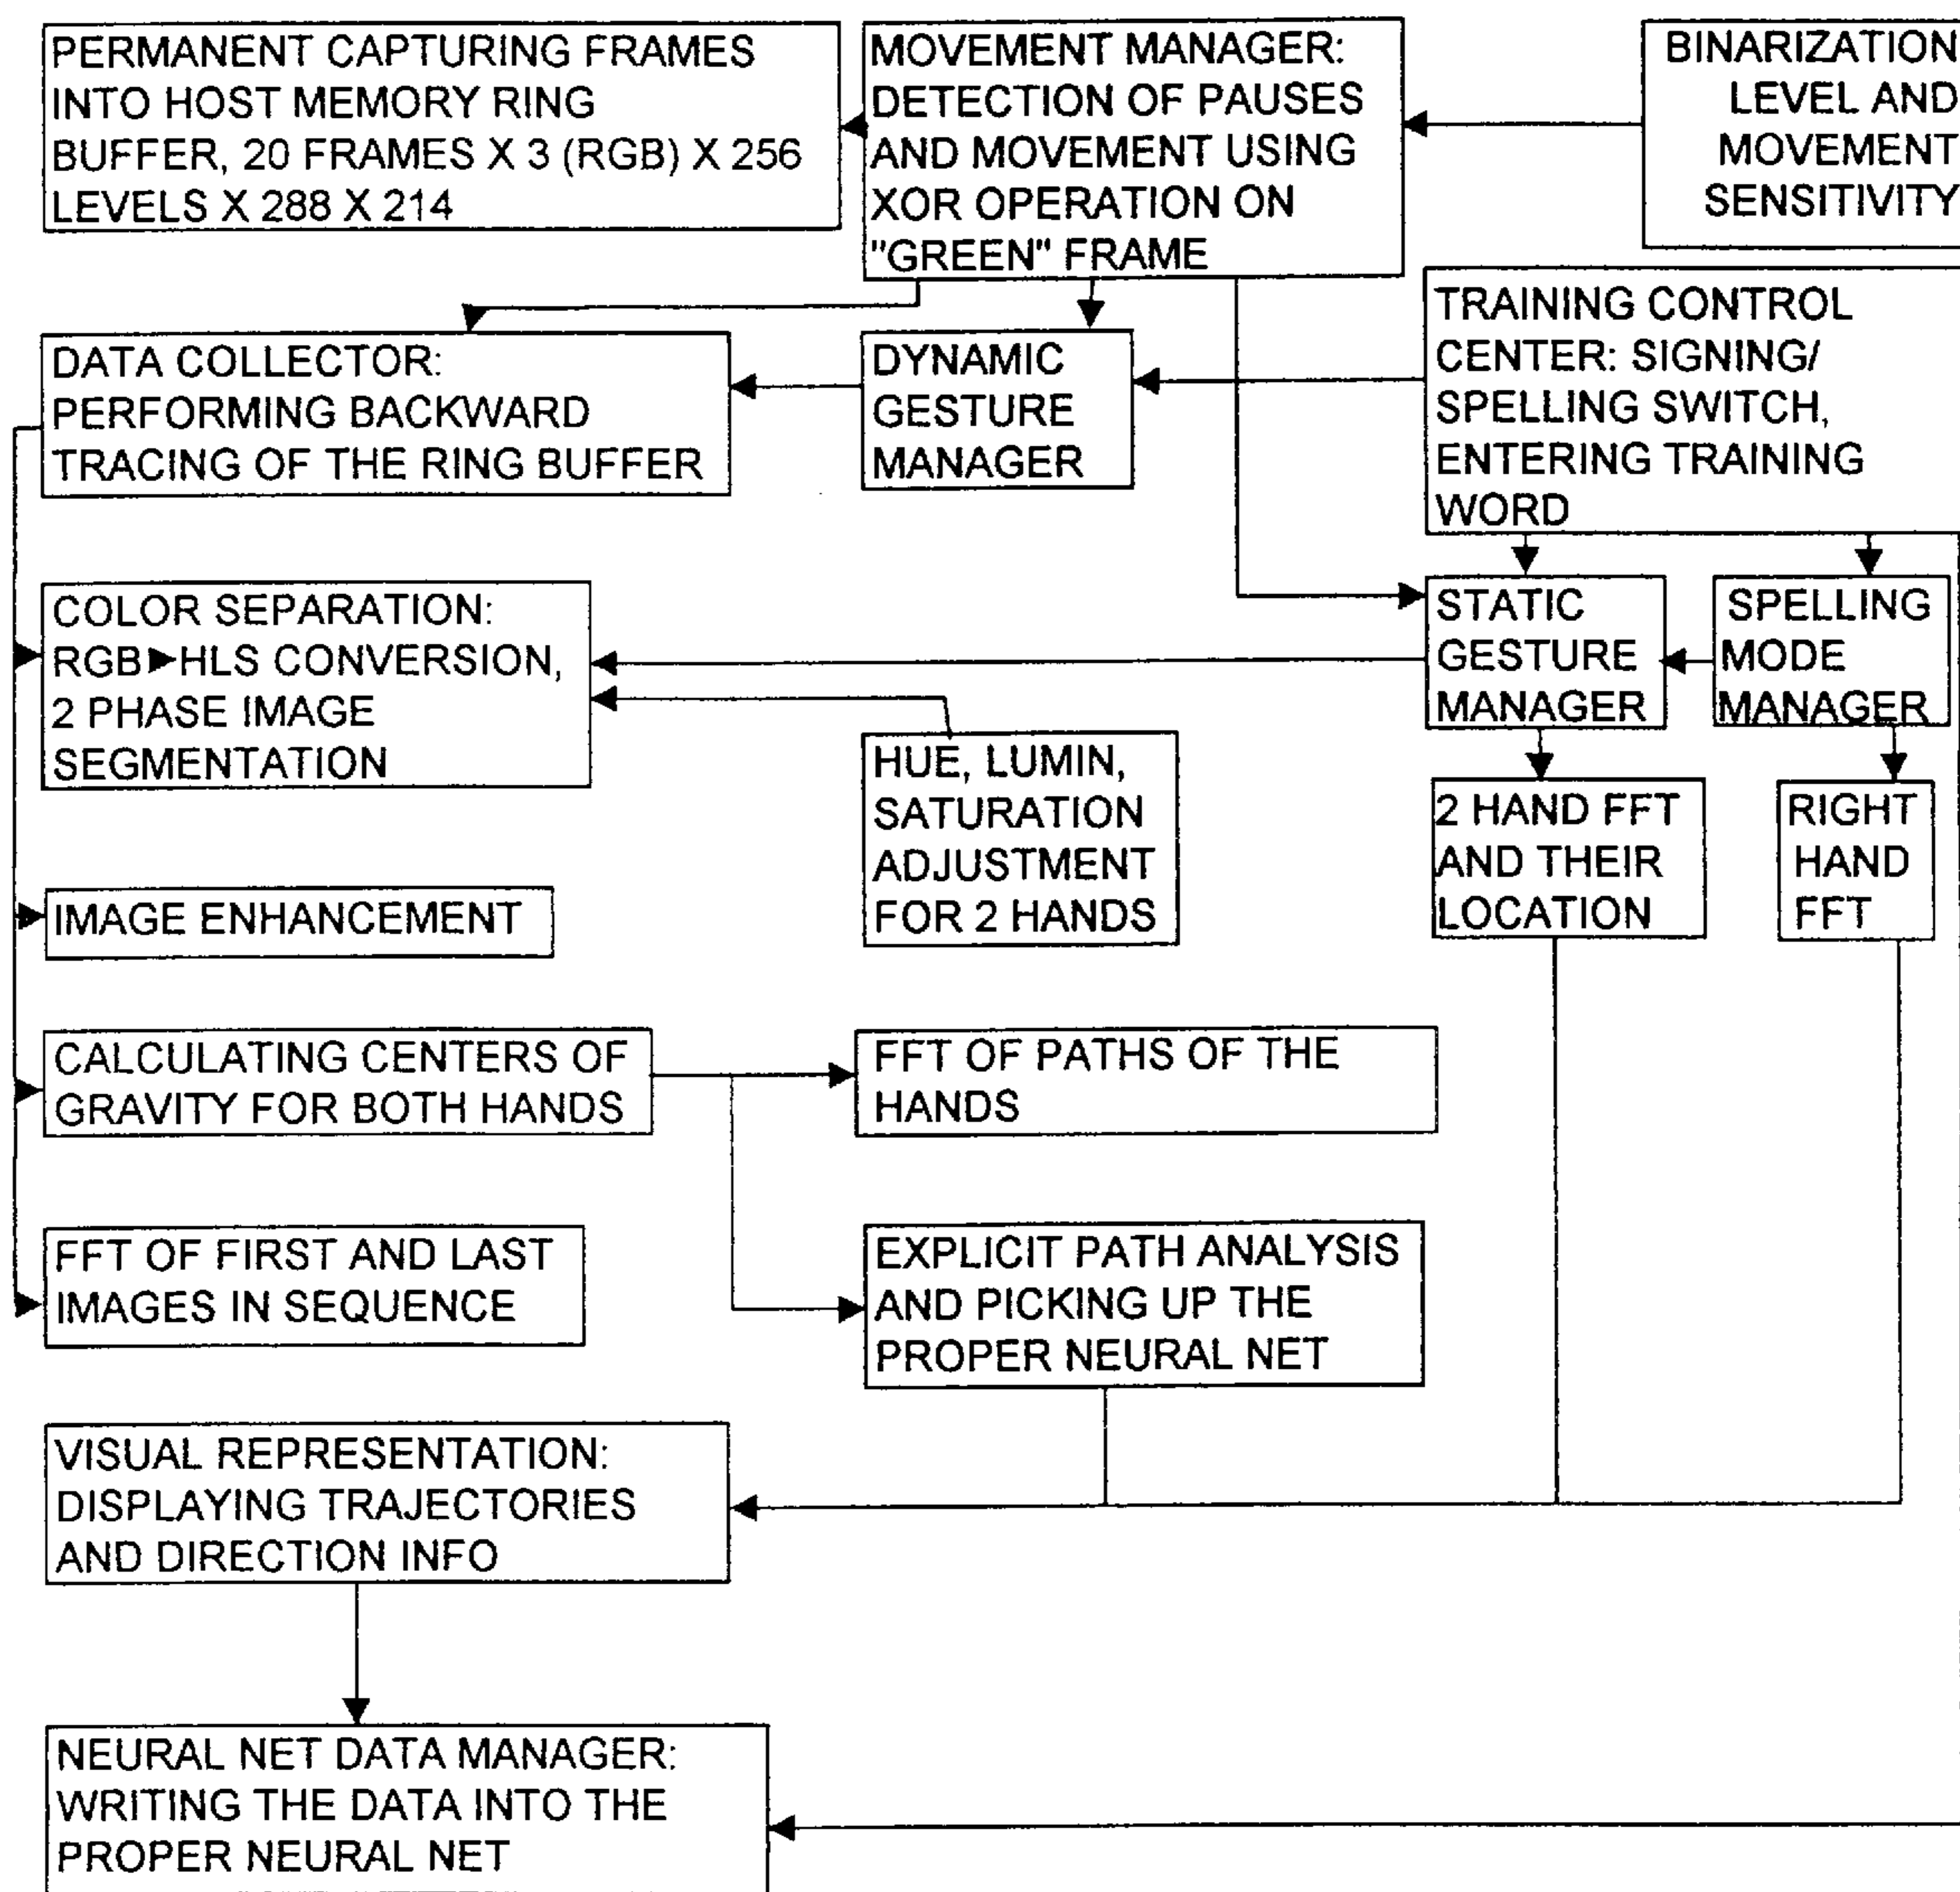 PERMANENT CAPTURING FRAMES
INTO HOST MEMORY RING
BUFFER, 20 FRAMES X 3 (RGB) X 256
LEVELS X 288 X 214
MOVEMENT MANAGER:
DETECTION OF PAUSES
AND MOVEMENT USING
XOR OPERATION ON
"GREEN" FRAME
BINARIZATION
LEVEL AND
MOVEMENT
SENSITIVITY
DATA COLLECTOR:
PERFORMING BACKWARD
TRACING OF THE RING BUFFER
DYNAMIC
GESTURE
MANAGER
TRAINING CONTROL
CENTER: SIGNING/
SPELLING SWITCH,
ENTERING TRAINING
WORD
COLOR SEPARATION:
RGB▶HLS CONVERSION,
2 PHASE IMAGE
SEGMENTATION
STATIC
GESTURE
MANAGER
SPELLING
MODE
MANAGER
HUE, LUMIN,
SATURATION
ADJUSTMENT
FOR 2 HANDS
2 HAND FFT
AND THEIR
LOCATION
RIGHT
HAND
FFT
IMAGE ENHANCEMENT
CALCULATING CENTERS OF
GRAVITY FOR BOTH HANDS
FFT OF PATHS OF THE
HANDS
FFT OF FIRST AND LAST
IMAGES IN SEQUENCE
EXPLICIT PATH ANALYSIS
AND PICKING UP THE
PROPER NEURAL NET
VISUAL REPRESENTATION:
DISPLAYING TRAJECTORIES
AND DIRECTION INFO
NEURAL NET DATA MANAGER:
WRITING THE DATA INTO THE
PROPER NEURAL NET